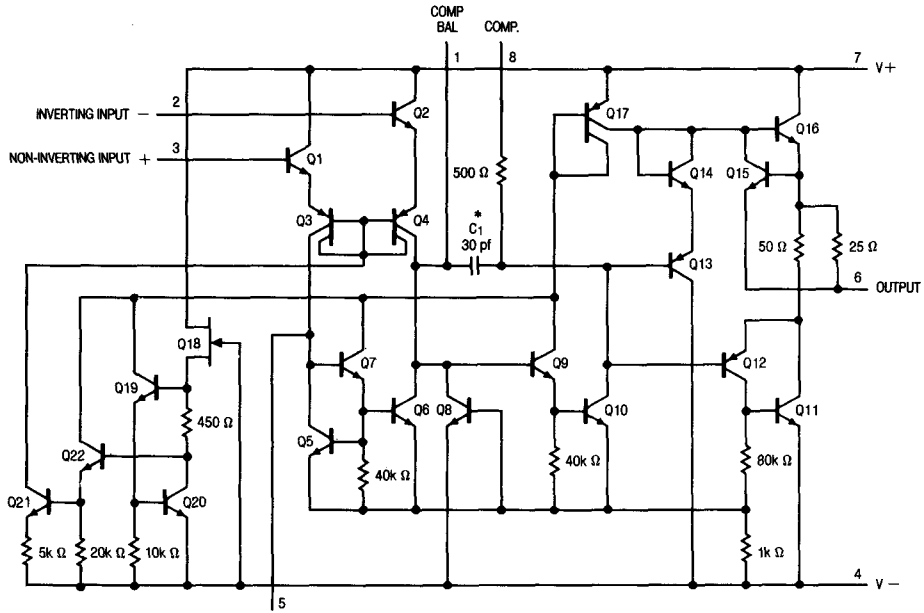 COMP
BAL
COMP.
1
8
7
V+
2
INVERTING INPUT −
Q2
Q17
Q16
3
NON-INVERTING INPUT +
Q1
500 Ω
Q14
Q15
Q3
Q4
*
C1
30 pf
50 Ω
25 Ω
Q13
6
OUTPUT
Q18
Q7
Q9
Q12
Q19
450 Ω
Q6
Q8
Q10
Q11
Q5
Q22
40k Ω
40k Ω
80k Ω
Q21
Q20
5k Ω
20k Ω
10k Ω
1k Ω
4
V −
5